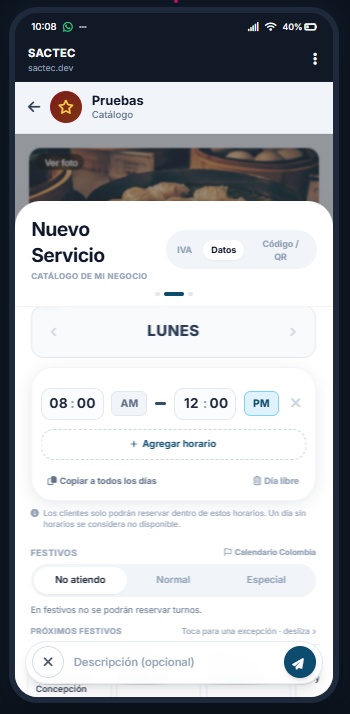 10:08
40%
SACTEC
sactec.dev
Pruebas
Catálogo
Ver foto
Nuevo
Servicio
CATÁLOGO DE MI NEGOCIO
IVA
Datos
Código /
QR
LUNES
08 : 00 AM – 12 : 00 PM ×
+ Agregar horario
Copiar a todos los días
Día libre
Los clientes solo podrán reservar dentro de estos horarios. Un día sin
horarios se considera no disponible.
FESTIVOS
Calendario Colombia
No atiendo
Normal
Especial
En festivos no se podrán reservar turnos.
PRÓXIMOS FESTIVOS
Toca para una excepción · desliza ›
Descripción (opcional)
Concepción